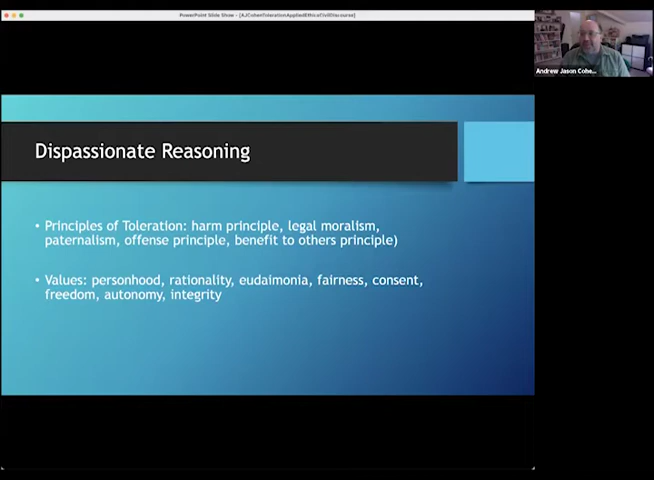 PowerPoint Slide Show - [AJCohenTolerationAppliedEthicsCivilDiscourse]
Andrew Jason Cohe...
Dispassionate Reasoning
• Principles of Toleration: harm principle, legal moralism,
paternalism, offense principle, benefit to others principle)
• Values: personhood, rationality, eudaimonia, fairness, consent,
freedom, autonomy, integrity